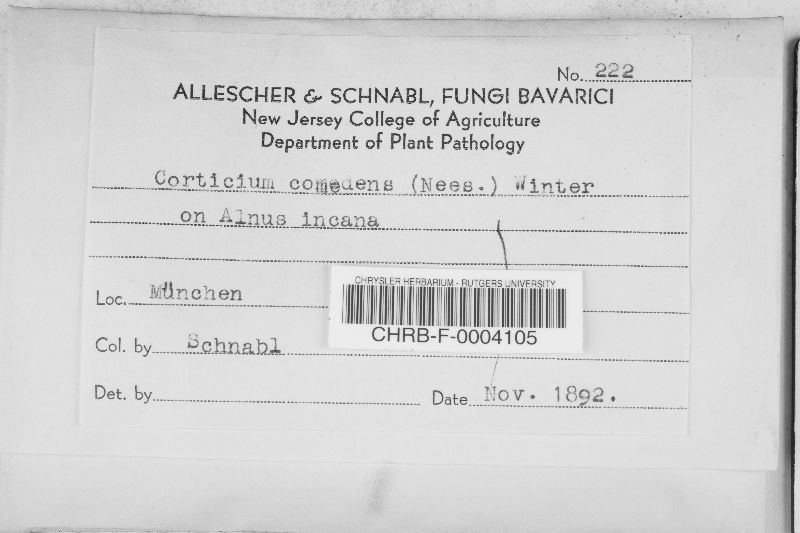 No. 222
ALLESCHER & SCHNABL, FUNGI BAVARICI
New Jersey College of Agriculture
Department of Plant Pathology
Corticium comedens (Nees.) Winter
on Alnus incana
Loc. München
CHRYSLER HERBARIUM - RUTGERS UNIVERSITY
CHRB-F-0004105
Col. by Schnabl
Det. by
Date Nov. 1892.